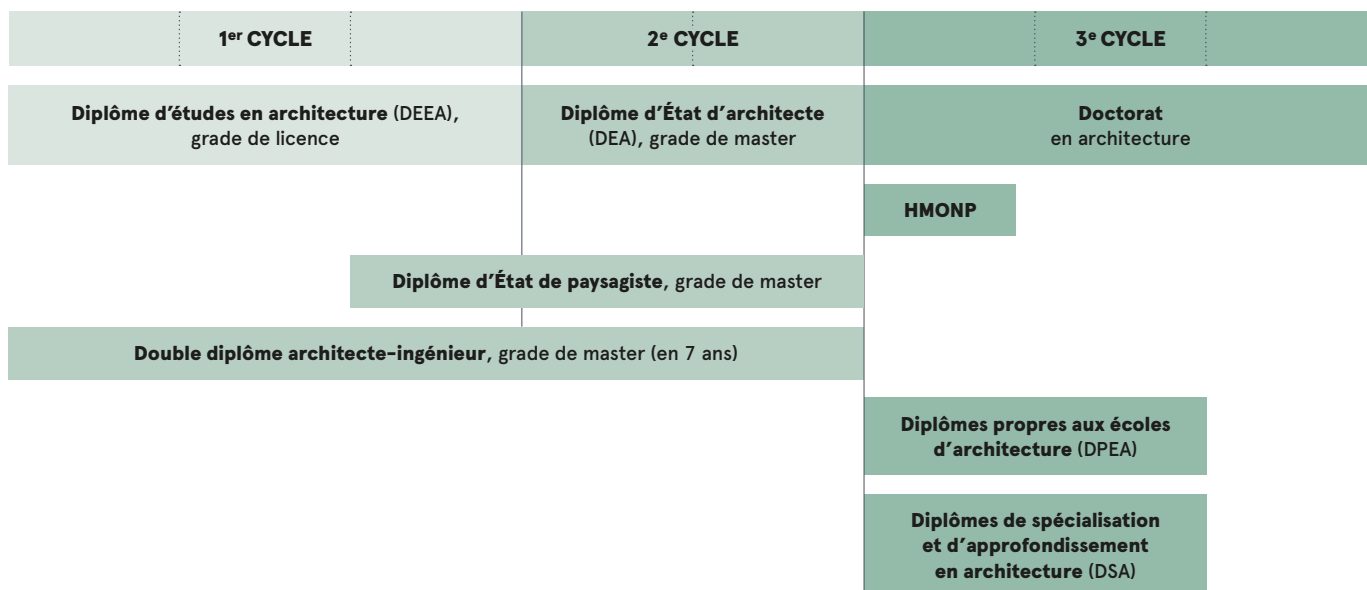 1er CYCLE
2e CYCLE
3e CYCLE
Diplôme d'études en architecture (DEEA),
grade de licence
Diplôme d'État d'architecte
(DEA), grade de master
Doctorat
en architecture
HMONP
Diplôme d'État de paysagiste, grade de master
Double diplôme architecte-ingénieur, grade de master (en 7 ans)
Diplômes propres aux écoles
d'architecture (DPEA)
Diplômes de spécialisation
et d'approfondissement
en architecture (DSA)